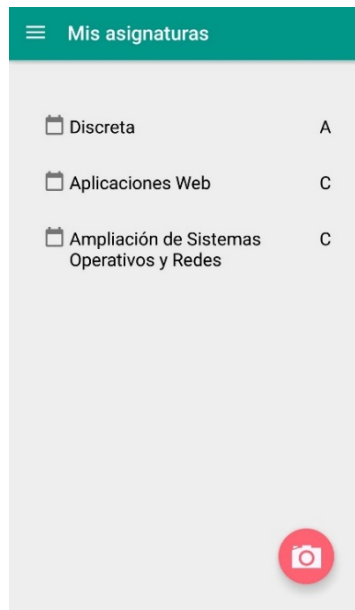 Mis asignaturas
Discreta A
Aplicaciones Web C
Ampliación de Sistemas C
Operativos y Redes